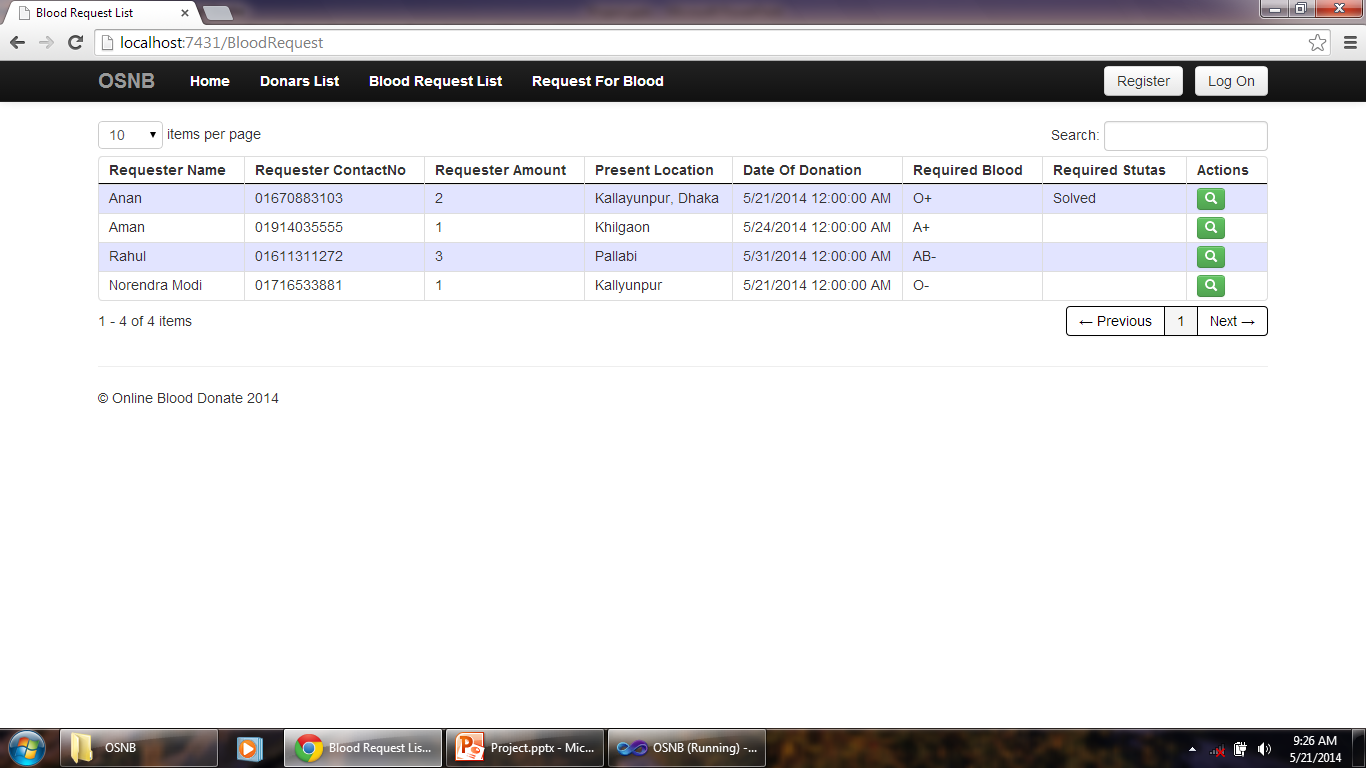 Blood Request List
localhost:7431/BloodRequest
OSNB Home Donars List Blood Request List Request For Blood Register Log On
10 items per page Search:
Requester Name Requester ContactNo Requester Amount Present Location Date Of Donation Required Blood Required Stutas Actions
Anan 01670883103 2 Kallayunpur, Dhaka 5/21/2014 12:00:00 AM O+ Solved
Aman 01914035555 1 Khilgaon 5/24/2014 12:00:00 AM A+
Rahul 01611311272 3 Pallabi 5/31/2014 12:00:00 AM AB-
Norendra Modi 01716533881 1 Kallyunpur 5/21/2014 12:00:00 AM O-
1 - 4 of 4 items ← Previous 1 Next →
© Online Blood Donate 2014
OSNB Blood Request Lis... Project.pptx - Mic... OSNB (Running) -... 9:26 AM
5/21/2014